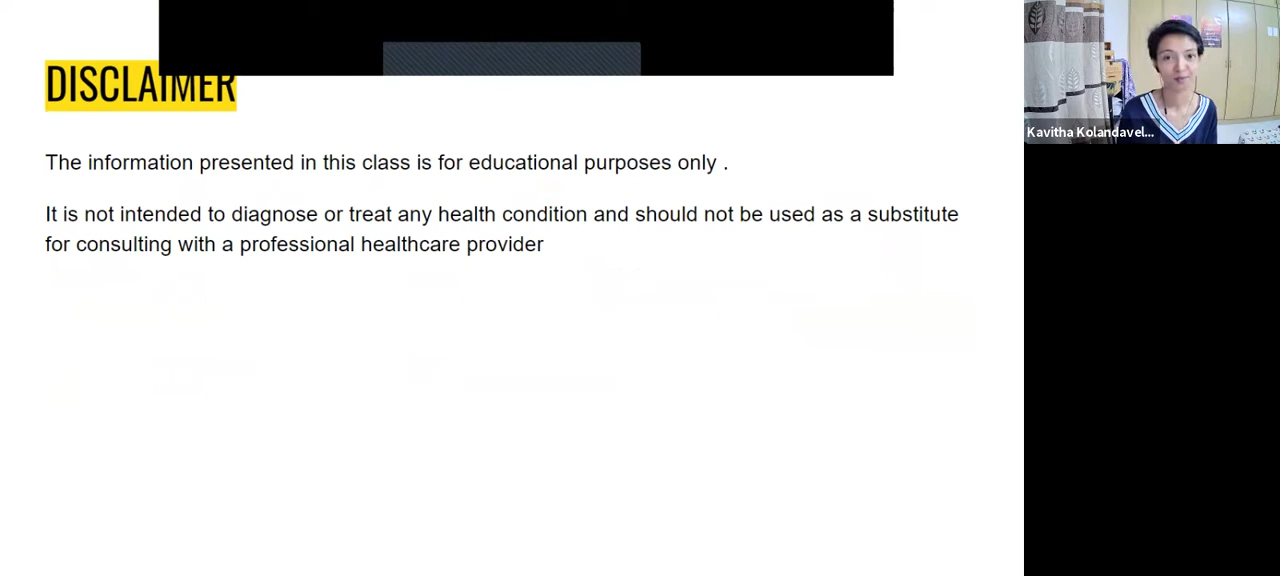 DISCLAIMER
The information presented in this class is for educational purposes only .
It is not intended to diagnose or treat any health condition and should not be used as a substitute
for consulting with a professional healthcare provider
Kavitha Kolandavel...